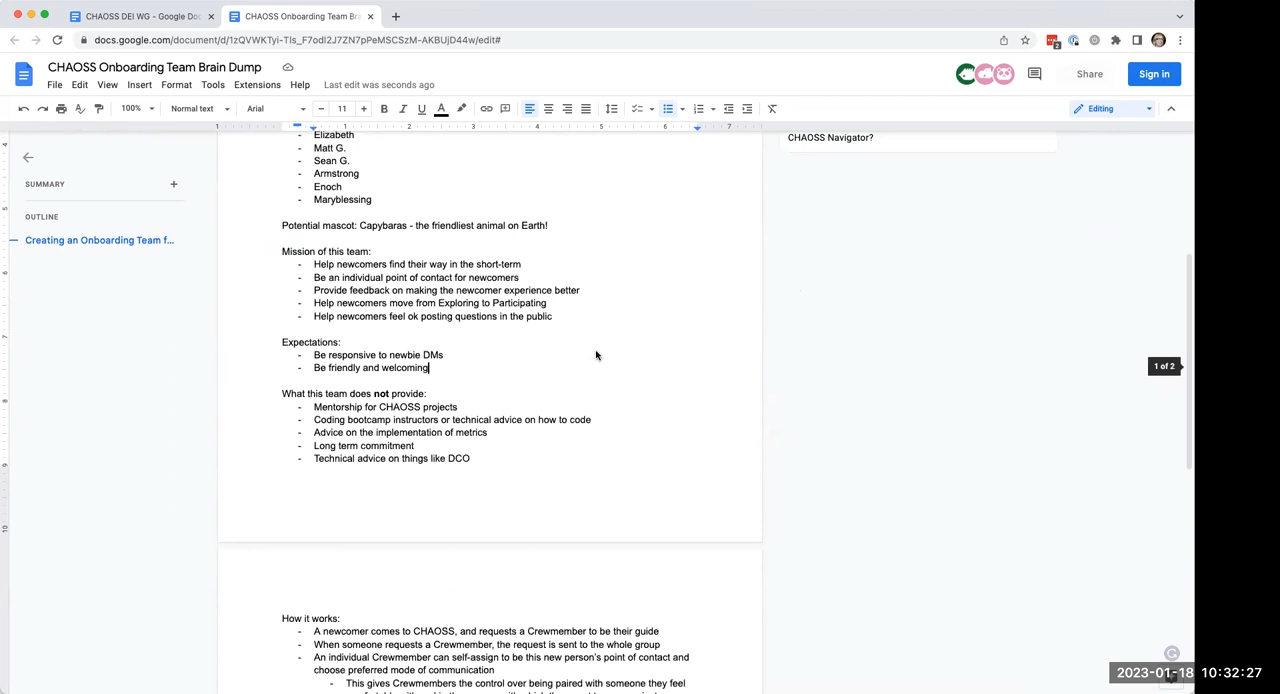 CHAOSS DEI WG - Google Doc
CHAOSS Onboarding Team Bra
docs.google.com/document/d/1zQVWKTyi-TIs_F7odI2J7ZN7pPeMSCSzM-AKBUjD44w/edit#
2
CHAOSS Onboarding Team Brain Dump
File Edit View Insert Format Tools Extensions Help Last edit was seconds ago
Share
Sign in
100% Normal text Arial 11 B I U A Editing
1 1 2 3 4 5 6 7
CHAOSS Navigator?
SUMMARY
OUTLINE
Creating an Onboarding Team f...
- Elizabeth
- Matt G.
- Sean G.
- Armstrong
- Enoch
- Maryblessing
Potential mascot: Capybaras - the friendliest animal on Earth!
Mission of this team:
- Help newcomers find their way in the short-term
- Be an individual point of contact for newcomers
- Provide feedback on making the newcomer experience better
- Help newcomers move from Exploring to Participating
- Help newcomers feel ok posting questions in the public
Expectations:
- Be responsive to newbie DMs
- Be friendly and welcoming
1 of 2
What this team does not provide:
- Mentorship for CHAOSS projects
- Coding bootcamp instructors or technical advice on how to code
- Advice on the implementation of metrics
- Long term commitment
- Technical advice on things like DCO
How it works:
- A newcomer comes to CHAOSS, and requests a Crewmember to be their guide
- When someone requests a Crewmember, the request is sent to the whole group
- An individual Crewmember can self-assign to be this new person's point of contact and
choose preferred mode of communication
- This gives Crewmembers the control over being paired with someone they feel
2023-01-18 10:32:27